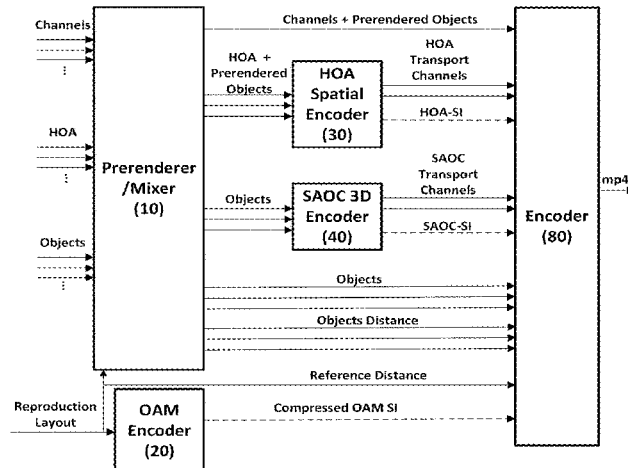 Channels
Channels + Prerendered Objects
HOA +
Prerendered
Objects
HOA
Spatial
Encoder
(30)
HOA
Transport
Channels
HOA-SI
HOA
Prerenderer
/Mixer
(10)
Objects
SAOC 3D
Encoder
(40)
SAOC
Transport
Channels
SAOC-SI
Encoder
(80)
mp4
Objects
Objects
Objects Distance
Reference Distance
Reproduction
Layout
OAM
Encoder
(20)
Compressed OAM SI